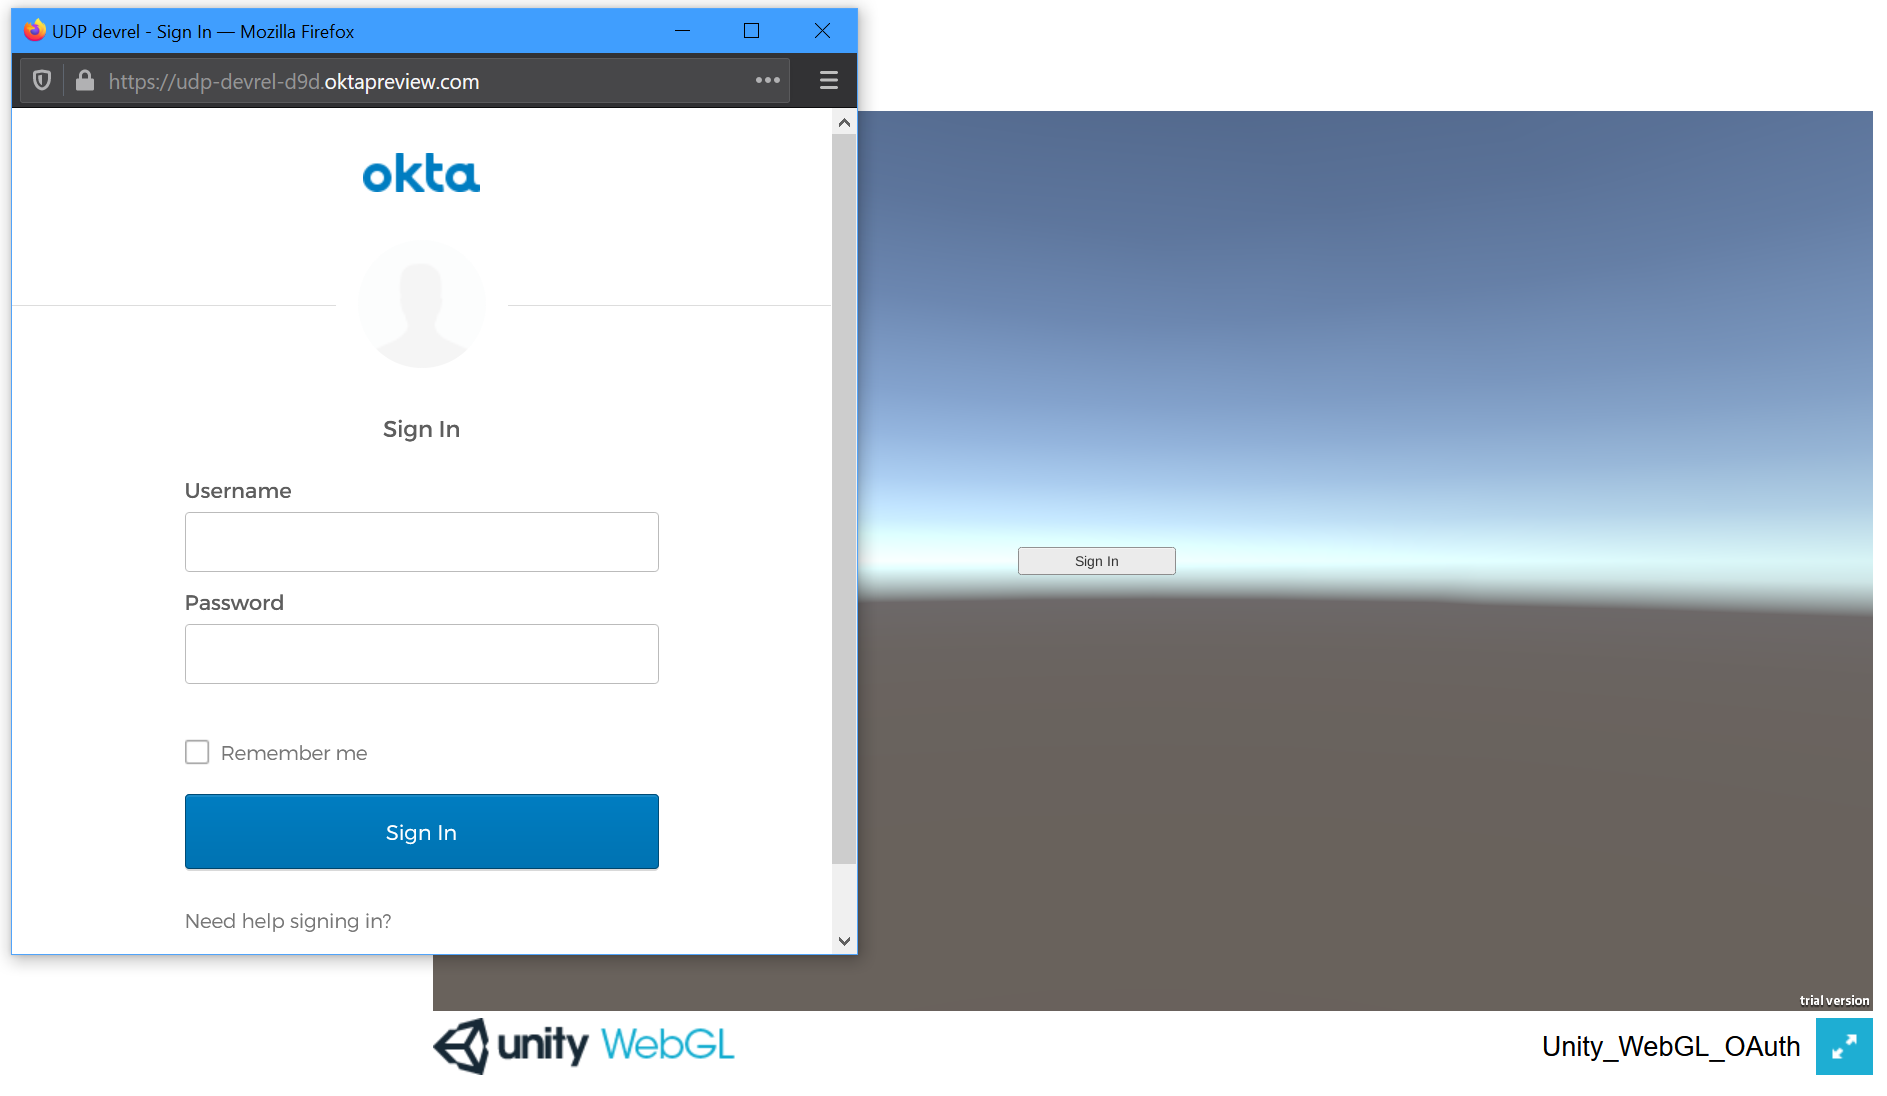 UDP devrel - Sign In — Mozilla Firefox
https://udp-devrel-d9d.oktapreview.com
okta
Sign In
Username
Password
Remember me
Sign In
Need help signing in?
Sign In
trial version
unity WebGL
Unity_WebGL_OAuth